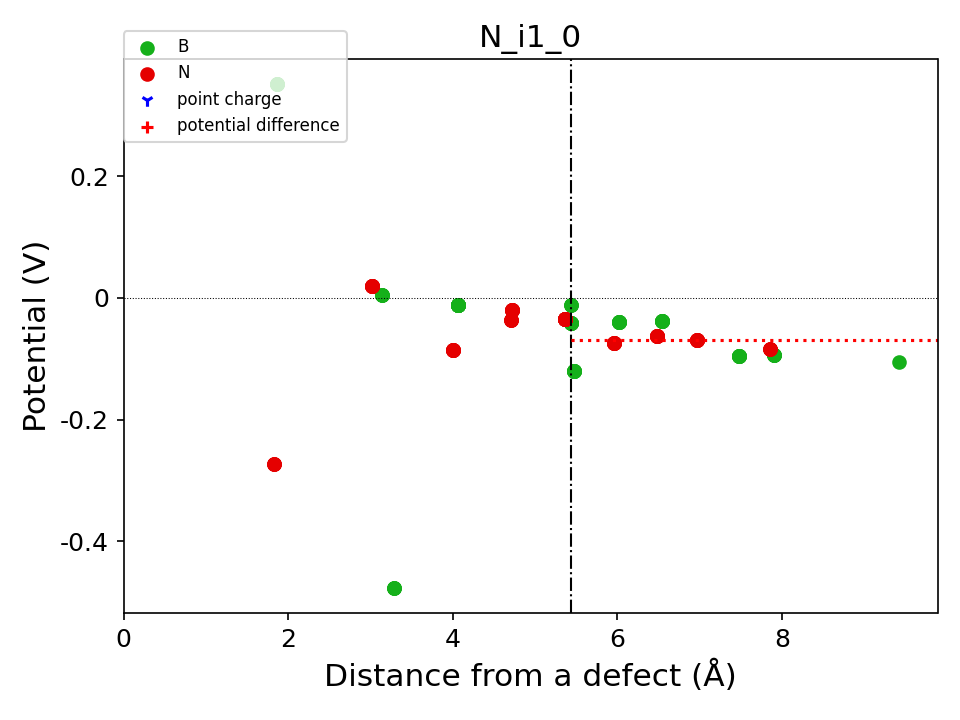 N_i1_0
B
N
point charge
potential difference
Potential (V)
0.2
0
-0.2
-0.4
0 2 4 6 8
Distance from a defect (Å)